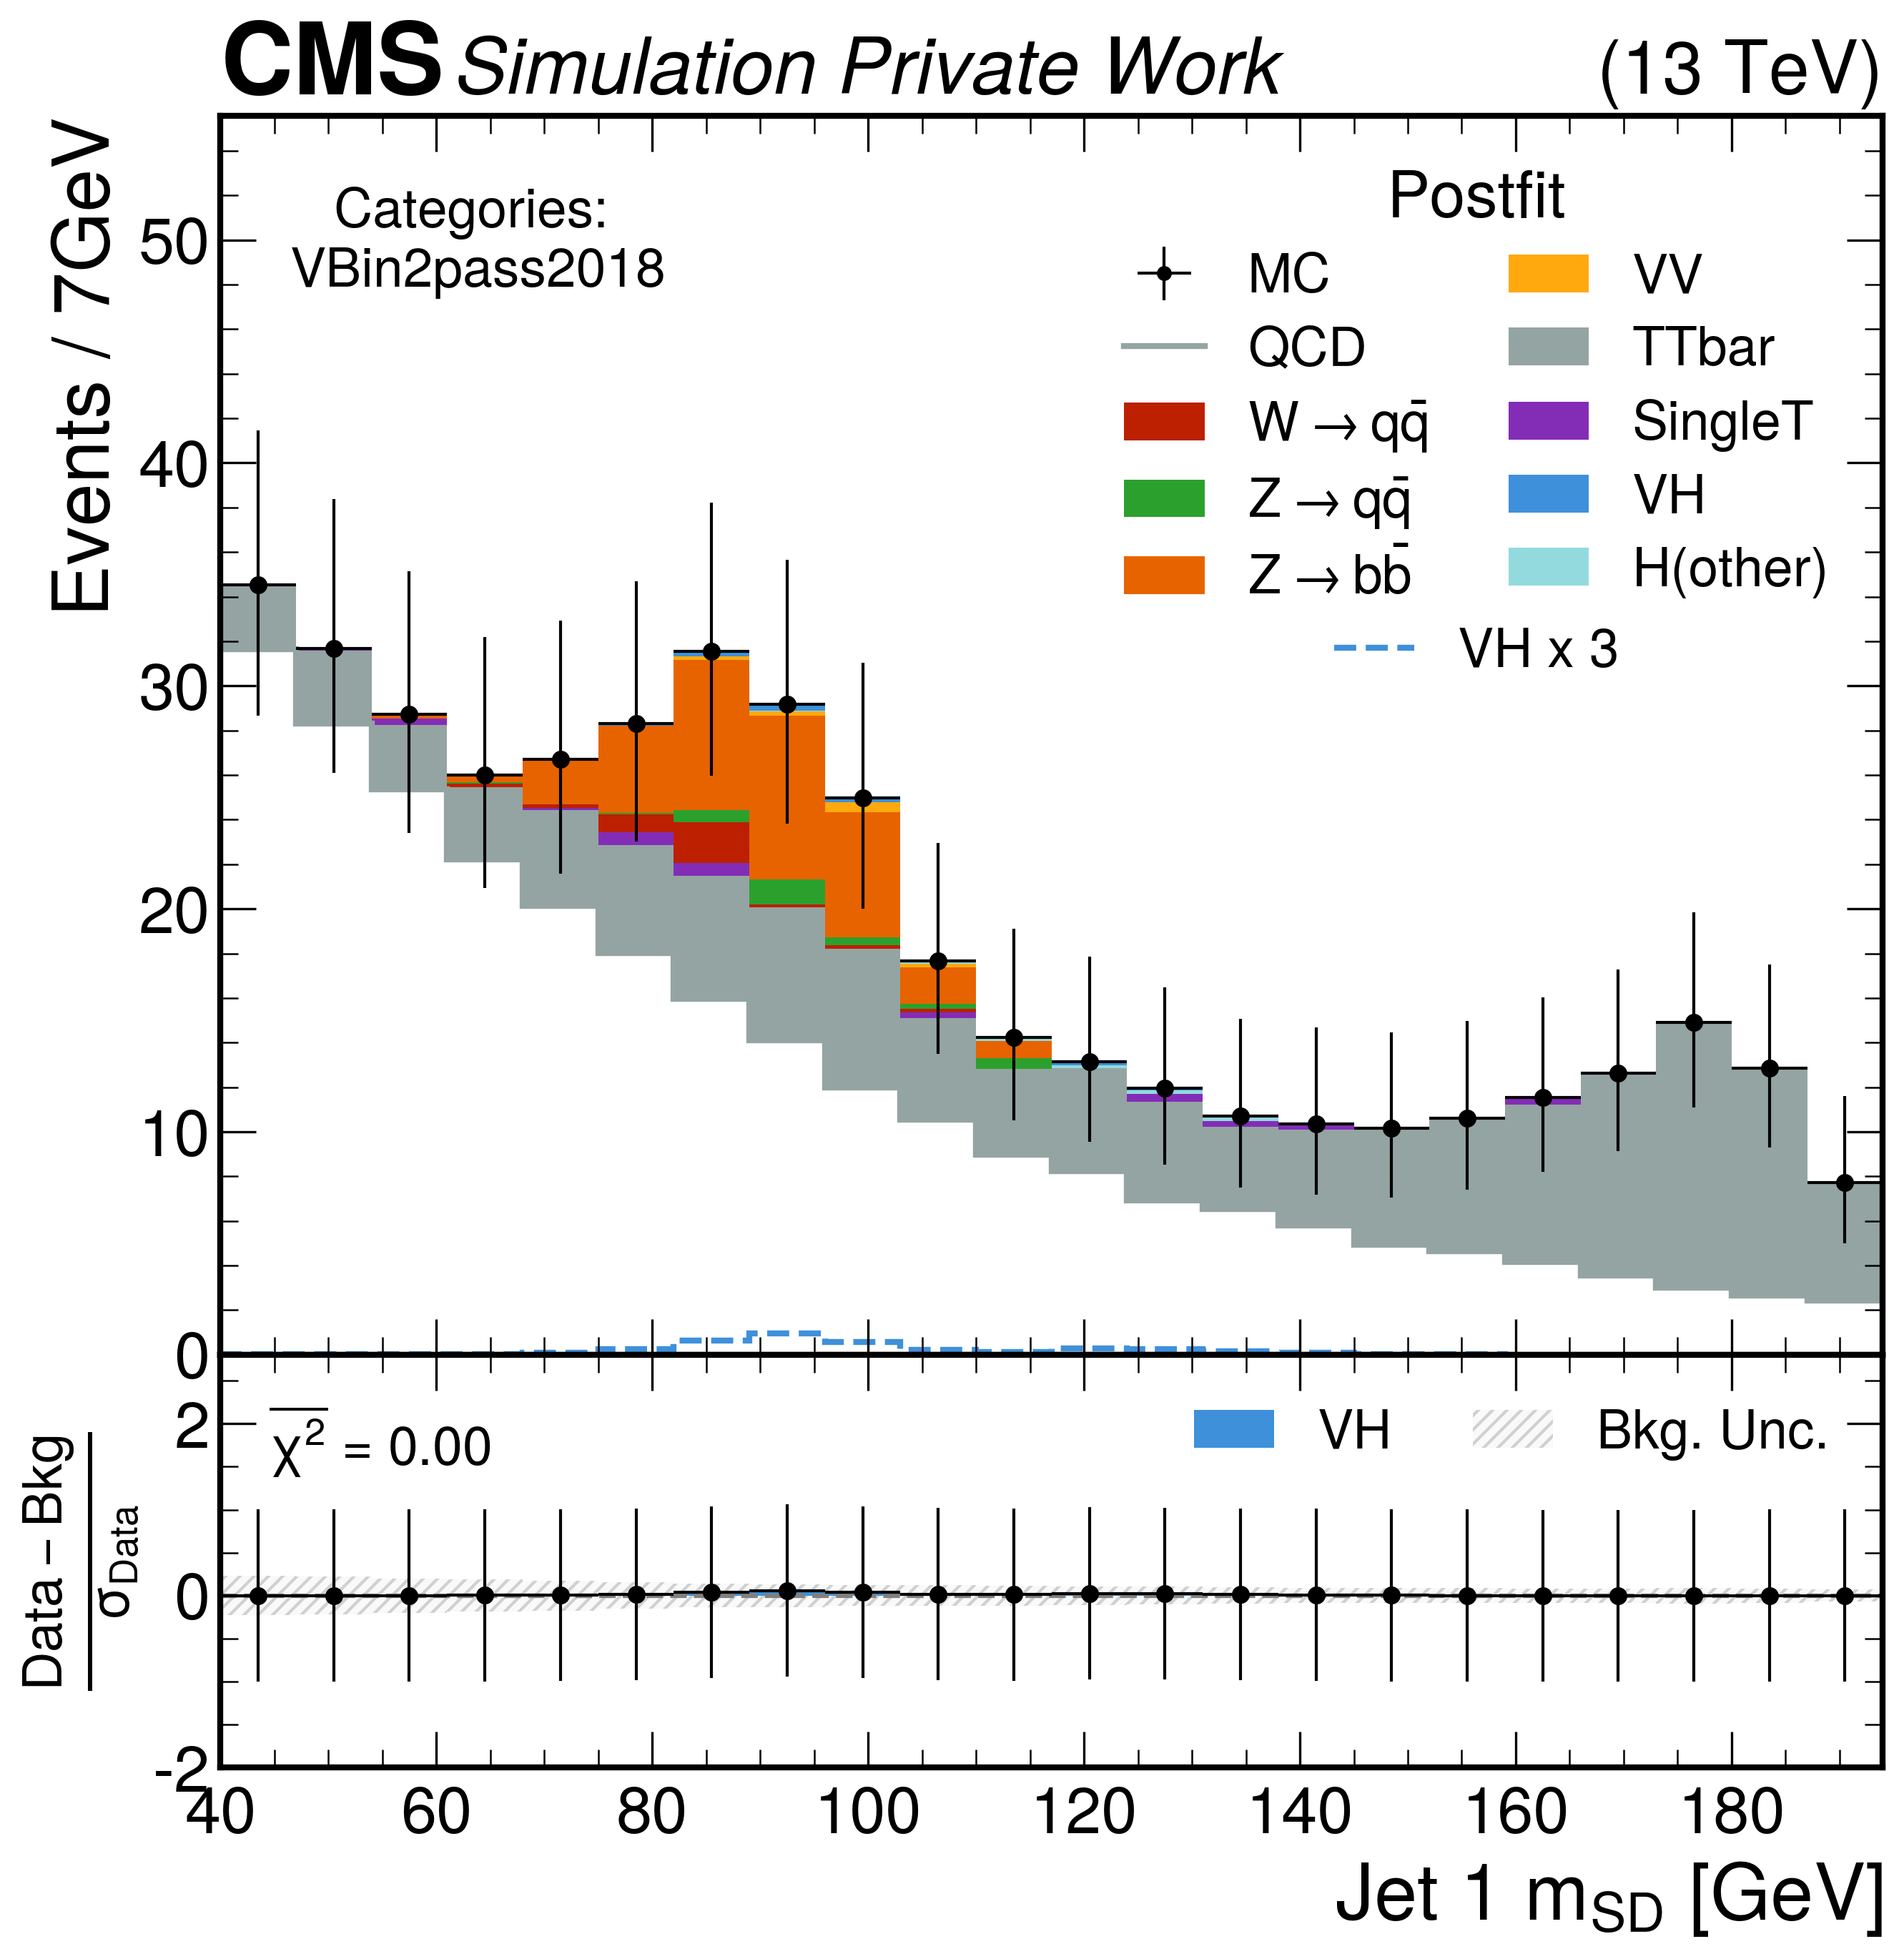 CMS Simulation Private Work (13 TeV)
Events / 7GeV
Categories:
VBin2pass2018
Postfit
MC
QCD
W → qq̄
Z → qq̄
Z → bb̄
VV
TTbar
SingleT
VH
H(other)
VH x 3
50
40
30
20
10
0
Data − Bkg
σData
χ² = 0.00
VH
Bkg. Unc.
2
0
-2
40 60 80 100 120 140 160 180
Jet 1 mSD [GeV]